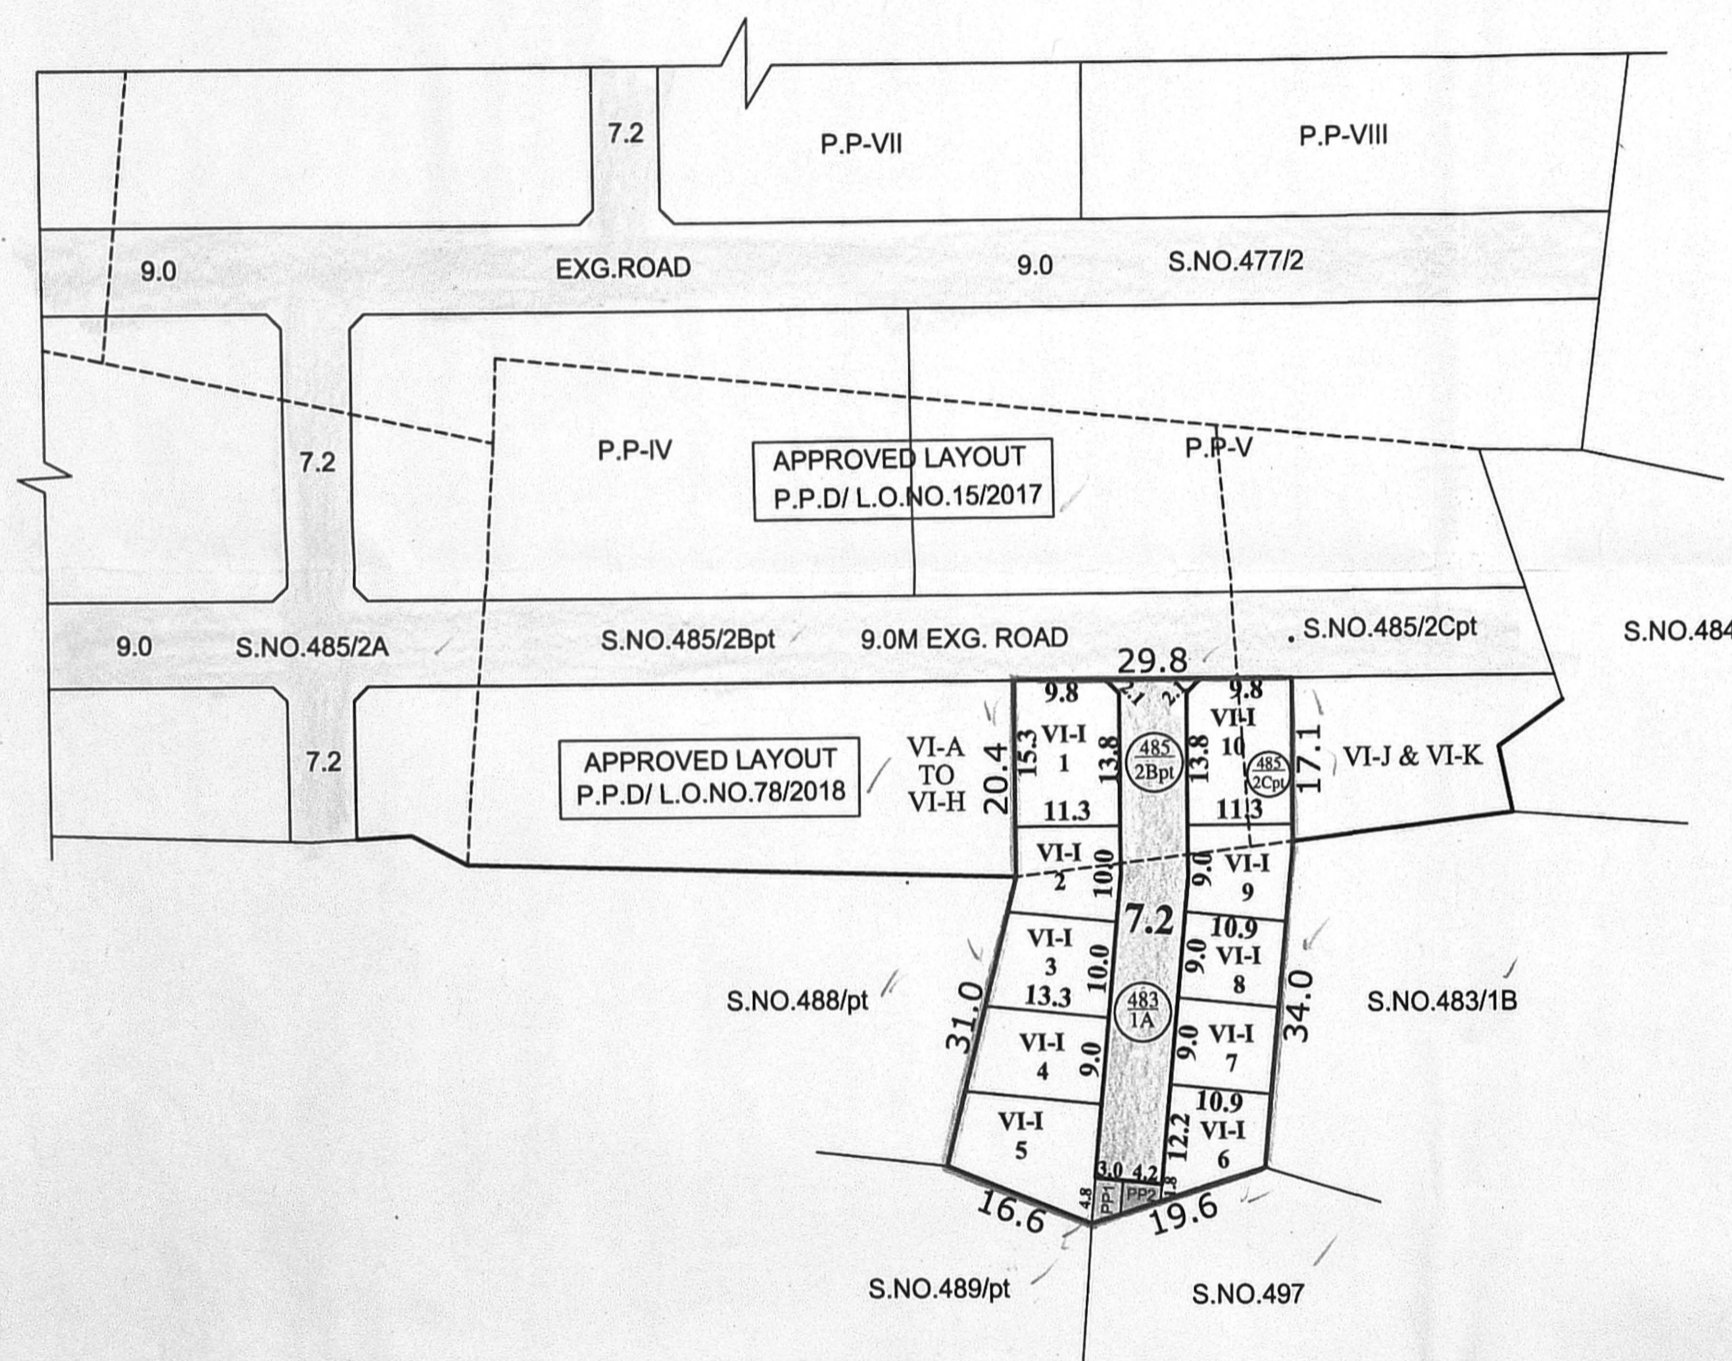 7.2
P.P-VII
P.P-VIII
9.0
EXG.ROAD
9.0
S.NO.477/2
7.2
P.P-IV
APPROVED LAYOUT
P.P.D/ L.O.NO.15/2017
P.P-V
9.0
S.NO.485/2A
S.NO.485/2Bpt
9.0M EXG. ROAD
S.NO.485/2Cpt
S.NO.484
29.8
7.2
APPROVED LAYOUT
P.P.D/ L.O.NO.78/2018
VI-A
TO
VI-H
20.4
9.8
2.1
2.1
9.8
15.3
VI-I
1
13.8
11.3
485
2Bpt
13.8
VI-I
10
485
2Cpt
11.3
17.1
VI-J & VI-K
VI-I
2
10.0
9.0
VI-I
9
7.2
VI-I
3
10.0
13.3
9.0
10.9
VI-I
8
S.NO.488/pt
31.0
483
1A
34.0
S.NO.483/1B
VI-I
4
9.0
9.0
VI-I
7
VI-I
5
12.2
10.9
VI-I
6
3.0
4.2
4.8
PP1
PP2
16.6
19.6
S.NO.489/pt
S.NO.497